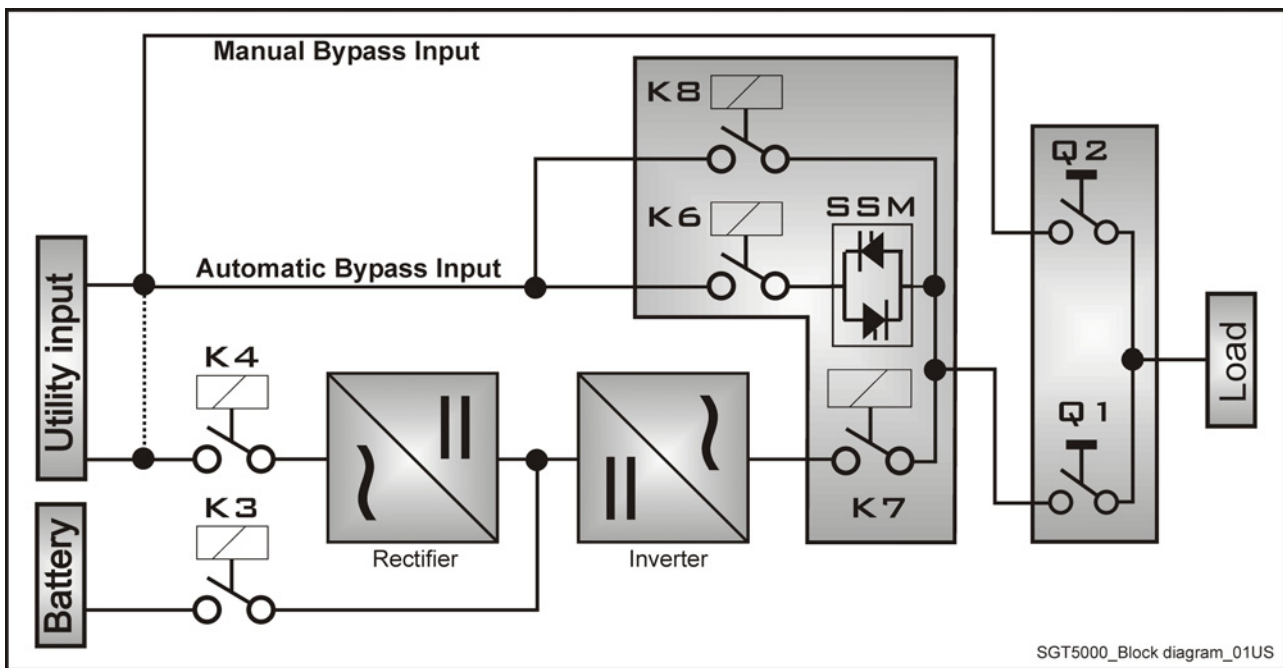 Manual Bypass Input
K8
Q2
K6
SSM
Automatic Bypass Input
Utility input
K4
Load
Q1
K3
K7
Rectifier
Inverter
Battery
SGT5000_Block diagram_01US